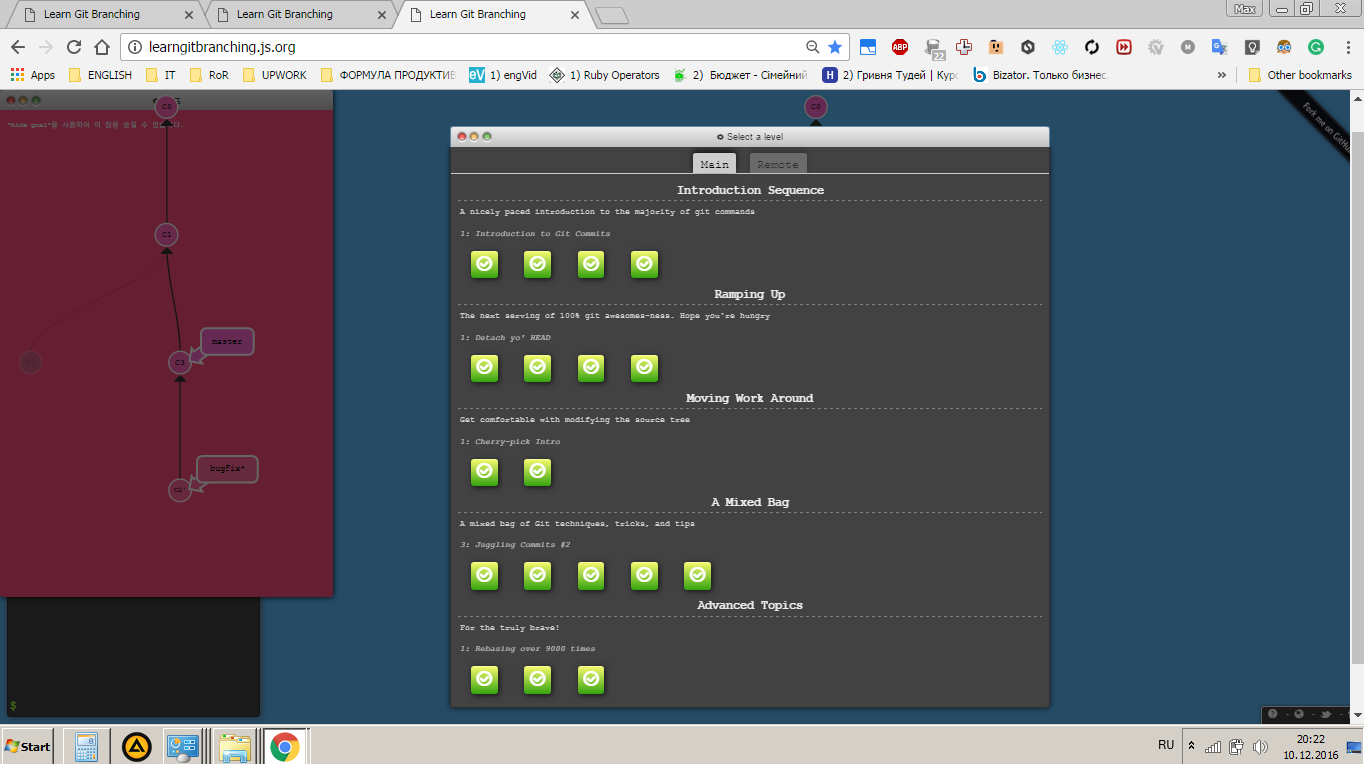 Learn Git Branching
Learn Git Branching
Learn Git Branching
Max
learngitbranching.js.org
ABP
22
M
G
Apps
ENGLISH
IT
RoR
UPWORK
ФОРМУЛА ПРОДУКТИВ
eV 1) engVid
1) Ruby Operators
2) Бюджет - Сімейний
H 2) Гривня Тудей | Курс
b Bizator. Только бизнес.
»
Other bookmarks
C0
"hide goal"을 사용하여 이 창을 숨길 수 있습니다.
C1
master
C3
bugFix*
C0
Fork me on GitHub
Select a level
Main
Remote
Introduction Sequence
A nicely paced introduction to the majority of git commands
1: Introduction to Git Commits
Ramping Up
The next serving of 100% git awesomes-ness. Hope you're hungry
1: Detach yo' HEAD
Moving Work Around
Get comfortable with modifying the source tree
1: Cherry-pick Intro
A Mixed Bag
A mixed bag of Git techniques, tricks, and tips
3: Juggling Commits #2
Advanced Topics
For the truly brave!
1: Rebasing over 9000 times
$
Start
RU
20:22
10.12.2016